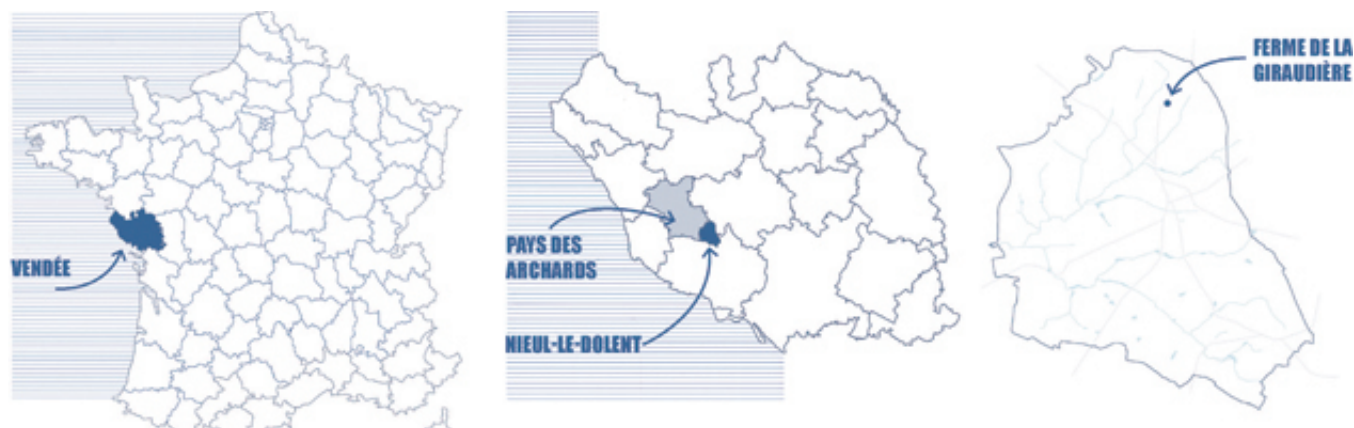 VENDÉE
PAYS DES
ARCHARDS
NIEUL-LE-DOLENT
FERME DE LA
GIRAUDIÈRE